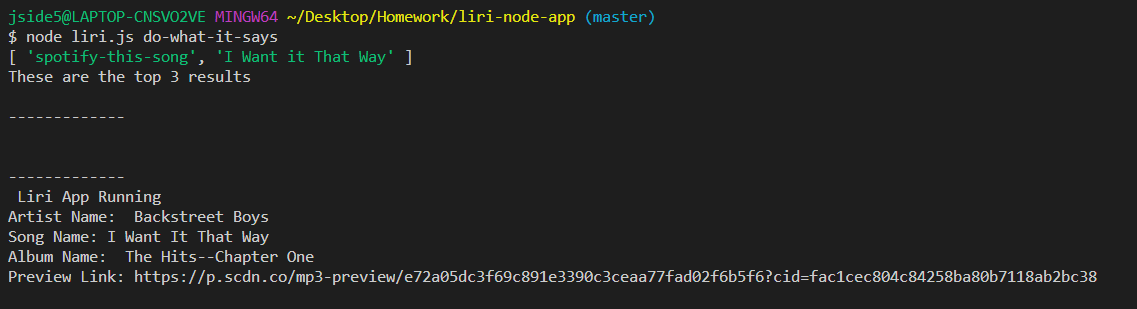 jside5@LAPTOP-CNSVO2VE MINGW64 ~/Desktop/Homework/liri-node-app (master)
$ node liri.js do-what-it-says
[ 'spotify-this-song', 'I Want it That Way' ]
These are the top 3 results
-------------
-------------
 Liri App Running
Artist Name:  Backstreet Boys
Song Name: I Want It That Way
Album Name:  The Hits--Chapter One
Preview Link: https://p.scdn.co/mp3-preview/e72a05dc3f69c891e3390c3ceaa77fad02f6b5f6?cid=fac1cec804c84258ba80b7118ab2bc38